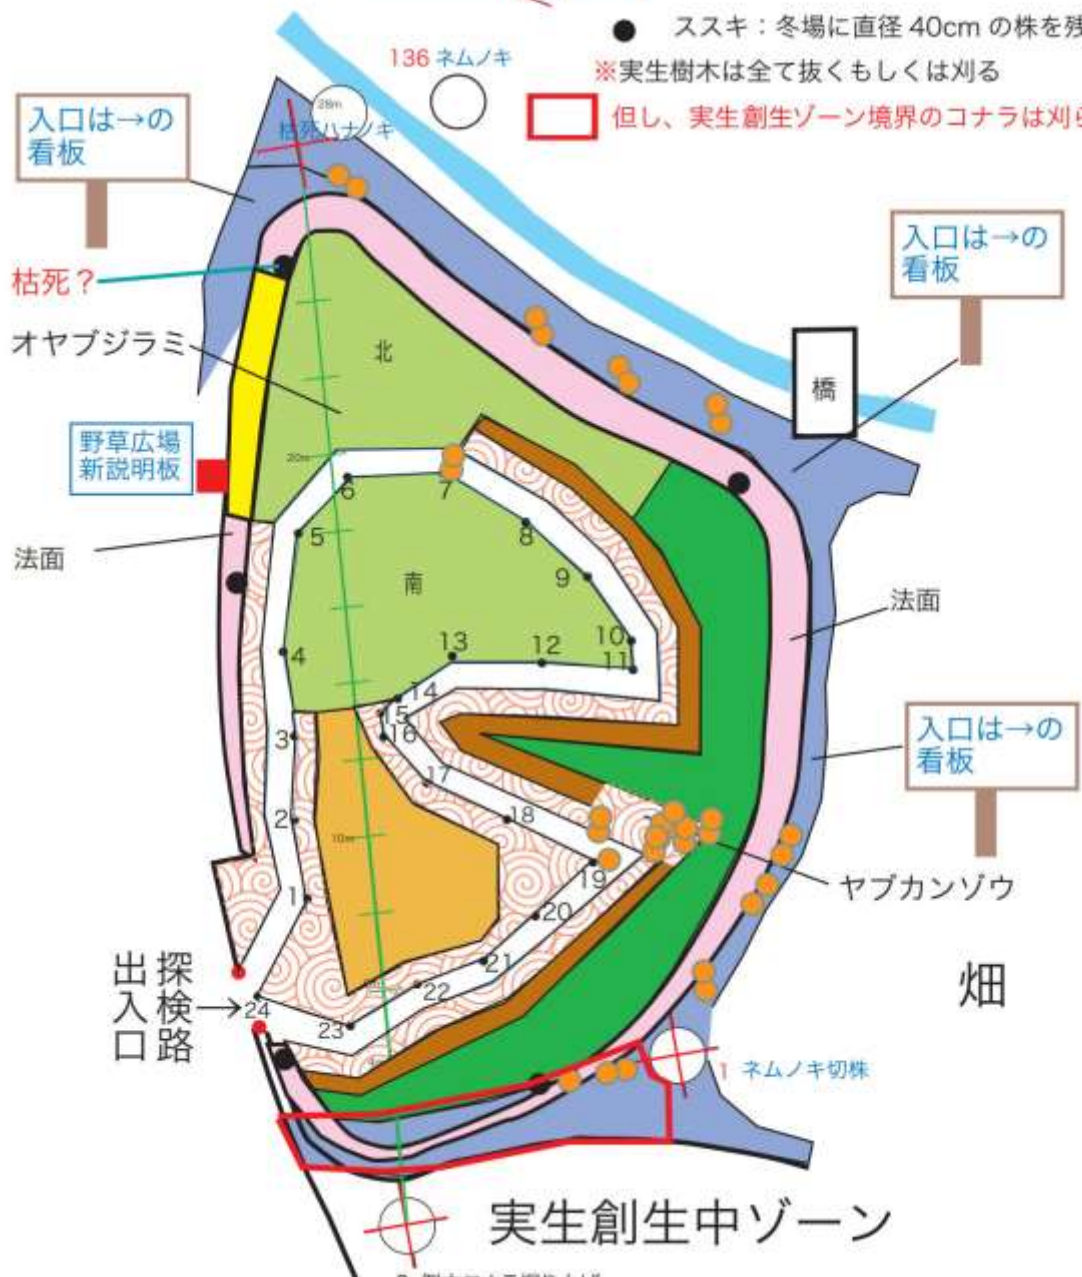 ススキ：冬場に直径 40cm の株を残
136 ネムノキ
※実生樹木は全て抜くもしくは刈る
但し、実生創生ゾーン境界のコナラは刈ら
28m
枯死ハナノキ
入口は→の
看板
入口は→の
看板
枯死？
オヤブジラミ
北
橋
野草広場
新説明板
20m
6
7
5
8
法面
南
9
法面
10
4
13
12
11
14
15
3
16
入口は→の
看板
17
2
18
10m
19
ヤブカンゾウ
1
20
探検路
出入口
→
21
畑
22
24
23
1 ネムノキ切株
実生創生中ゾーン